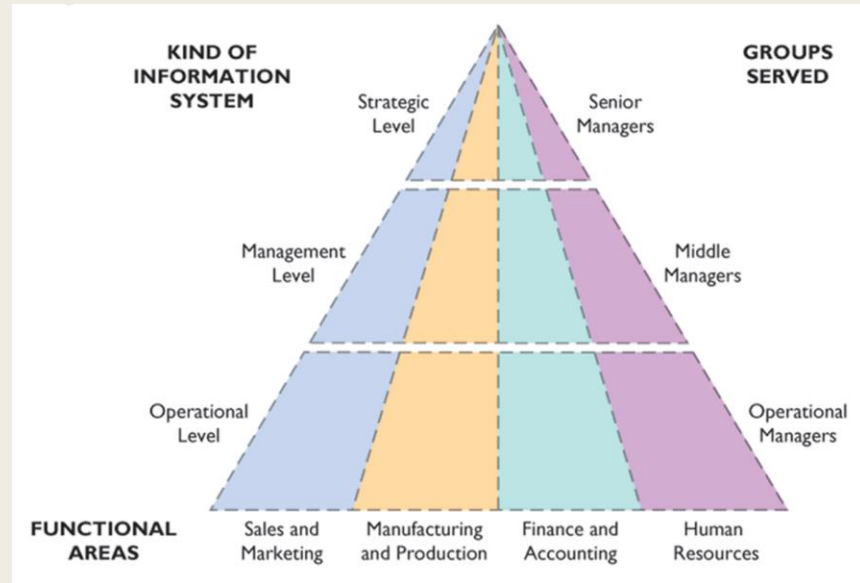 KIND OF
INFORMATION
SYSTEM
GROUPS
SERVED
Strategic
Level
Senior
Managers
Management
Level
Middle
Managers
Operational
Level
Operational
Managers
FUNCTIONAL
AREAS
Sales and
Marketing
Manufacturing
and Production
Finance and
Accounting
Human
Resources